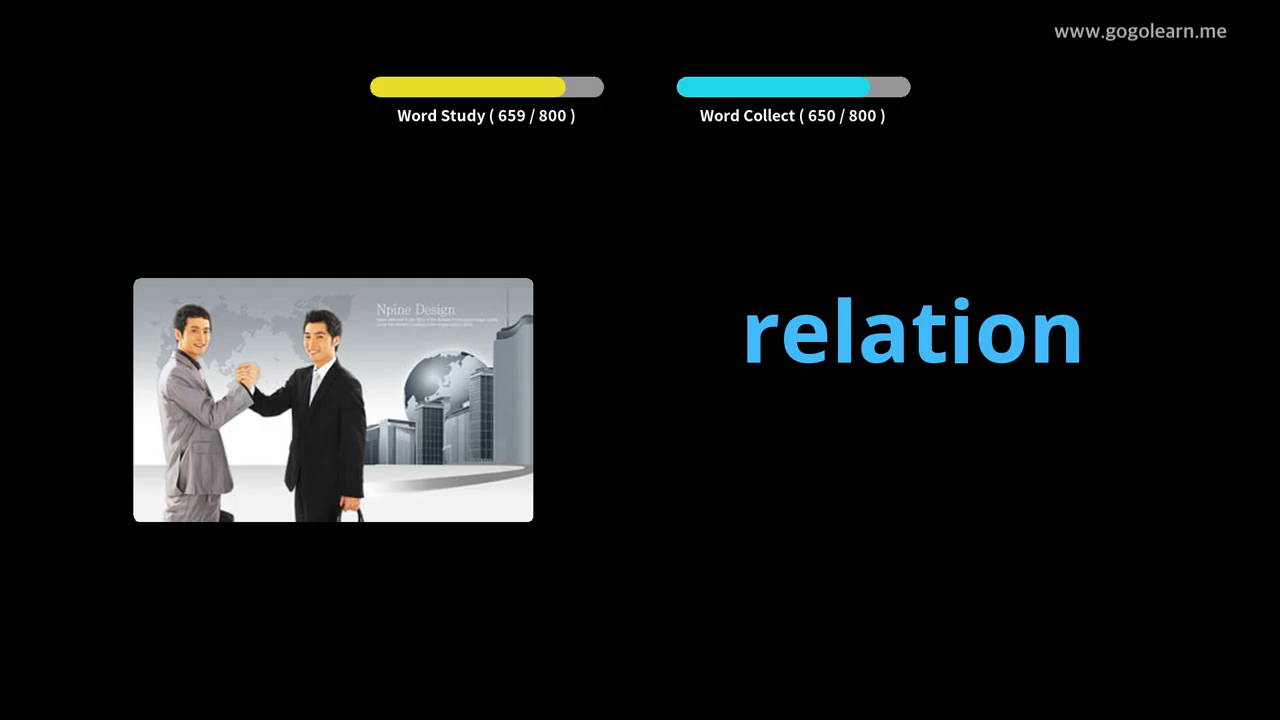 www.gogolearn.me
Word Study ( 659 / 800 )
Word Collect ( 650 / 800 )
Npine Design
relation